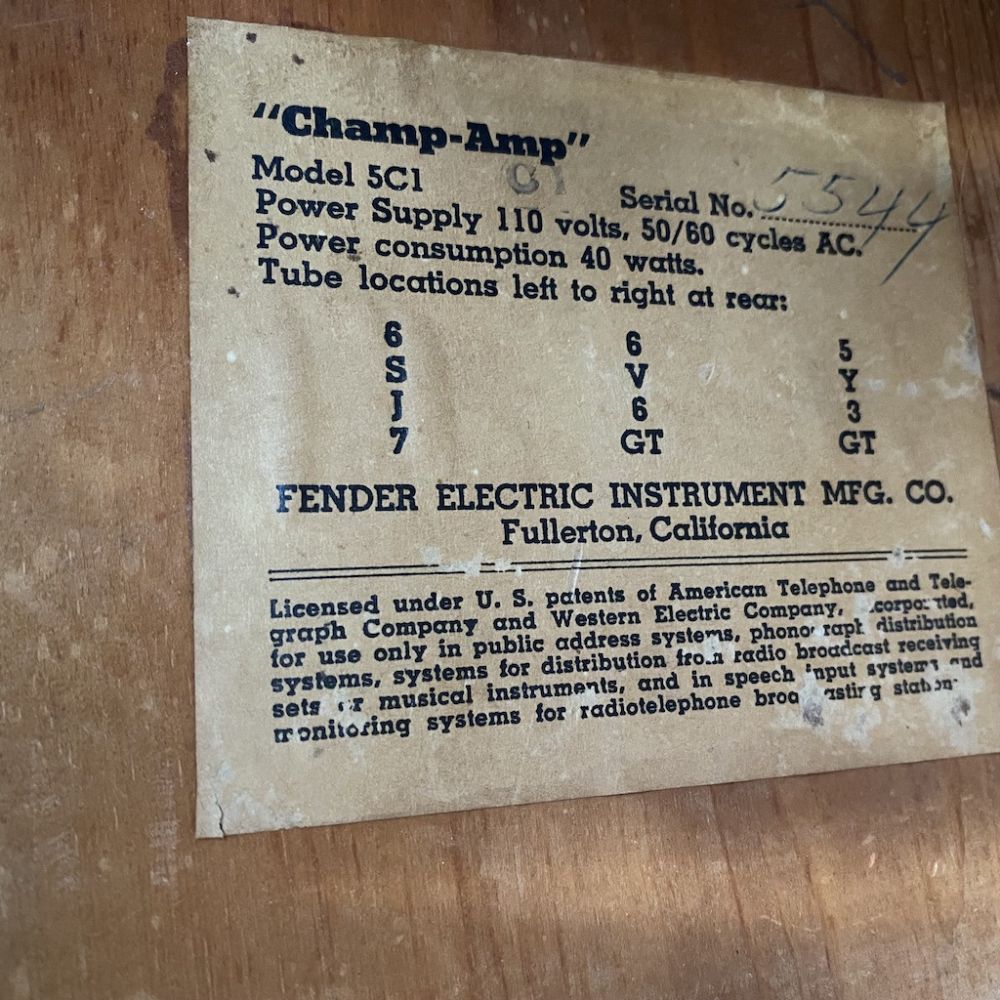 "Champ-Amp"
Model 5C1 Serial No. 5544
Power Supply 110 volts, 50/60 cycles AC.
Power consumption 40 watts.
Tube locations left to right at rear:
6 6 5
S V Y
J 6 3
7 GT GT
FENDER ELECTRIC INSTRUMENT MFG. CO.
Fullerton, California
Licensed under U. S. patents of American Telephone and Tele-
graph Company and Western Electric Company,
for use only in public address systems, distribution
systems, systems for distribution from radio broadcast receiving
sets musical instruments, and in speech input systems and
monitoring systems for radiotelephone